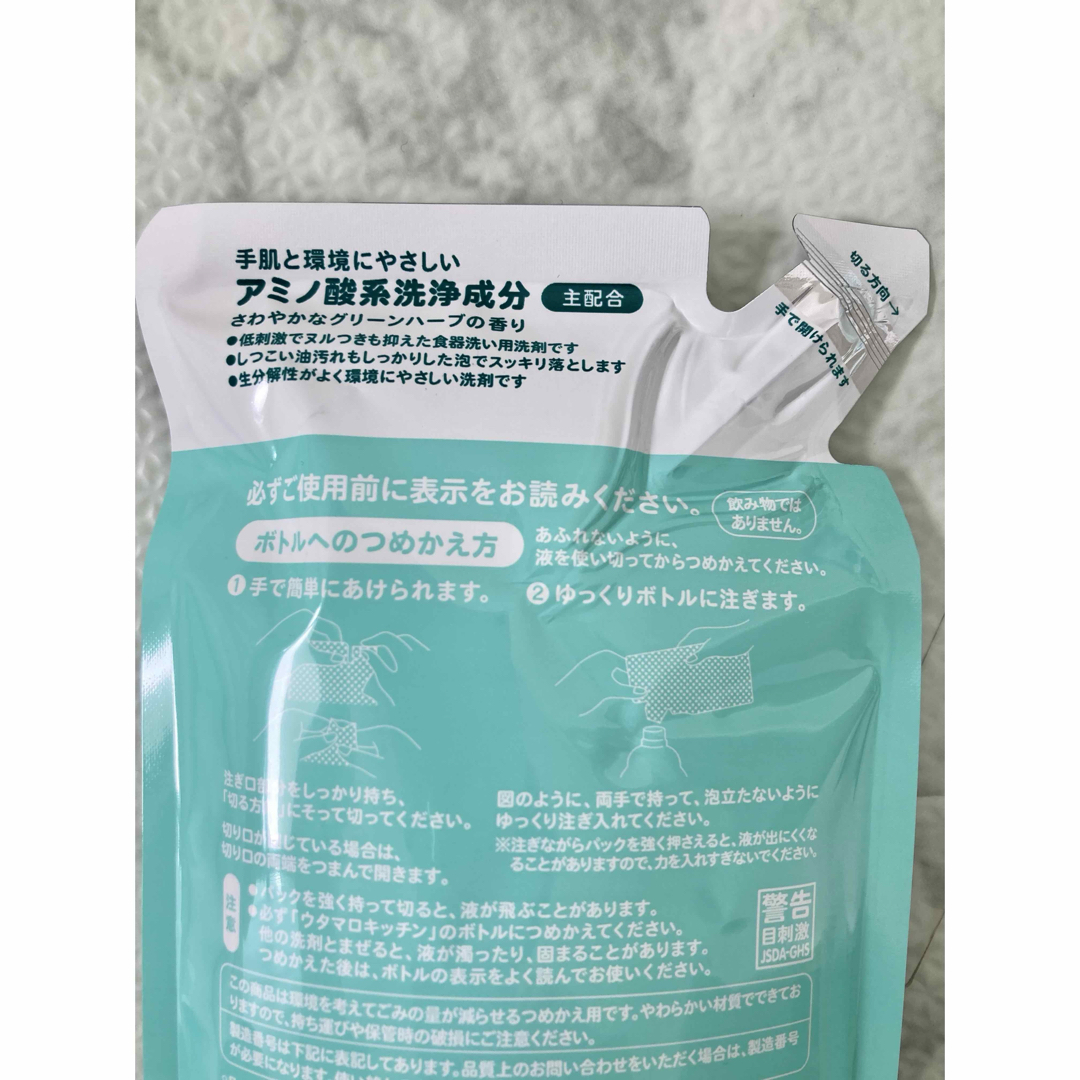 手肌と環境にやさしい
アミノ酸系洗浄成分 主配合
さわやかなグリーンハーブの香り
●低刺激でヌルつきも抑えた食器洗い用洗剤です
●しつこい油汚れもしっかりした泡でスッキリ落とします
●生分解性がよく環境にやさしい洗剤です
切る方向→
手で開けられます
必ずご使用前に表示をお読みください。
飲み物では
ありません。
ボトルへのつめかえ方
あふれないように、
液を使い切ってからつめかえてください。
❶手で簡単にあけられます。
❷ゆっくりボトルに注ぎます。
注ぎ口部分をしっかり持ち、
「切る方向」にそって切ってください。
切り口が閉じている場合は、
切り口の両端をつまんで開きます。
図のように、両手で持って、泡立たないように
ゆっくり注ぎ入れてください。
※注ぎながらパックを強く押さえると、液が出にくくな
ることがありますので、力を入れすぎないでください。
注意
●パックを強く持って切ると、液が飛ぶことがあります。
●必ず「ウタマロキッチン」のボトルにつめかえてください。
他の洗剤とまぜると、液が濁ったり、固まることがあります。
つめかえた後は、ボトルの表示をよく読んでお使いください。
警告
目刺激
JSDA-GHS
この商品は環境を考えてごみの量が減らせるつめかえ用です。やわらかい材質でできてお
りますので、持ち運びや保管時の破損にご注意ください。
製造番号は下記に表記してあります。品質上のお問い合わせをいただく場合は、製造番号
が必要になります。